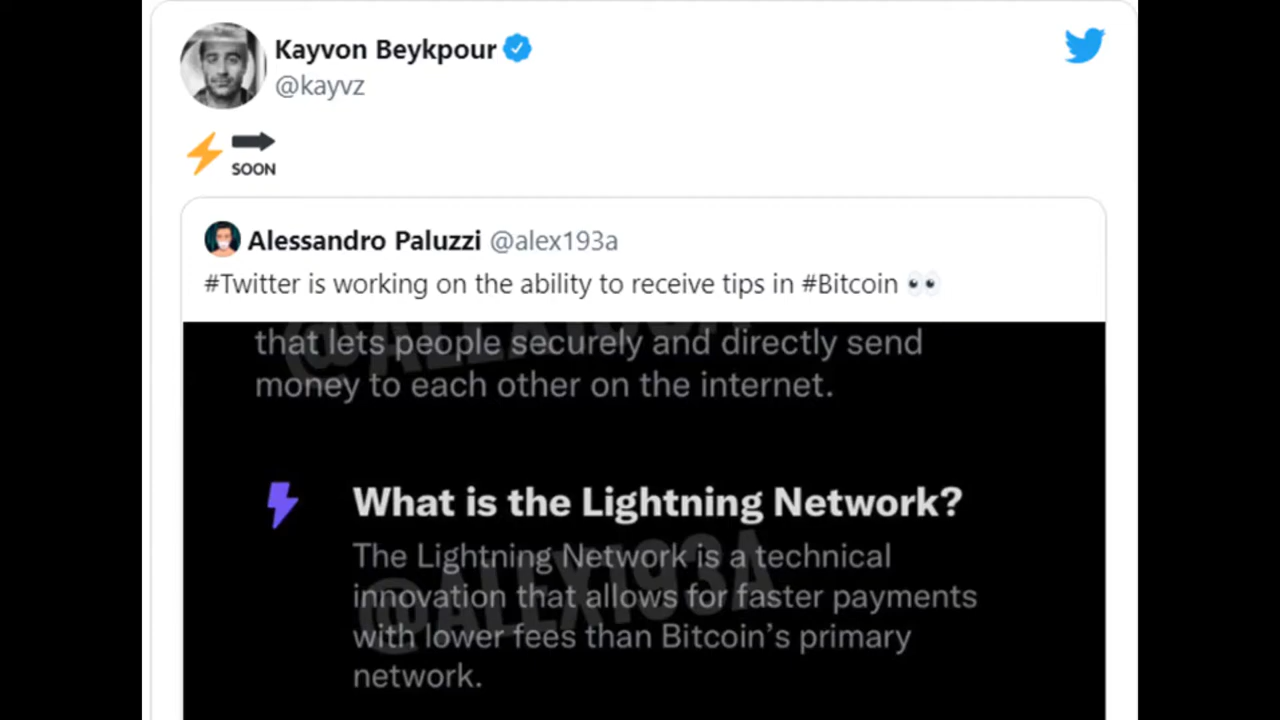 Kayvon Beykpour
@kayvz
⚡ SOON
Alessandro Paluzzi @alex193a
#Twitter is working on the ability to receive tips in #Bitcoin 👀
@ALEX193A
that lets people securely and directly send
money to each other on the internet.
What is the Lightning Network?
The Lightning Network is a technical
innovation that allows for faster payments
with lower fees than Bitcoin’s primary
network.
@ALEX193A